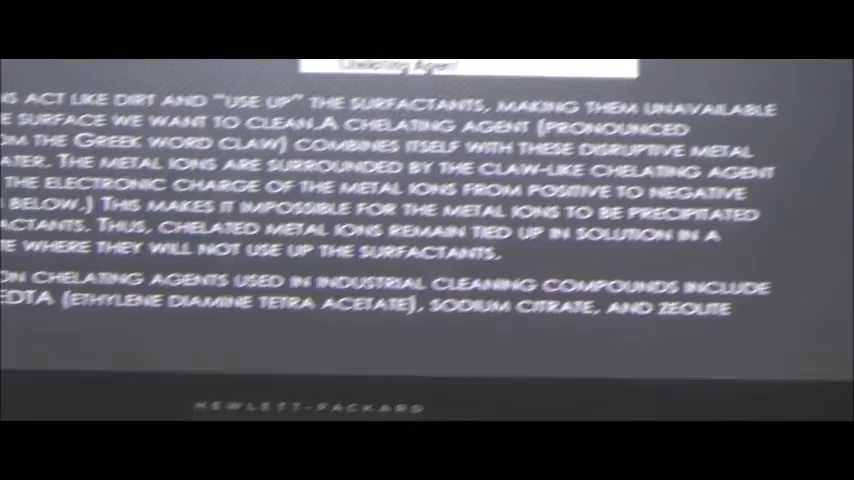 Chelating Agent
NS ACT LIKE DIRT AND "USE UP" THE SURFACTANTS, MAKING THEM UNAVAILABLE
E SURFACE WE WANT TO CLEAN. A CHELATING AGENT (PRONOUNCED
OM THE GREEK WORD CLAW) COMBINES ITSELF WITH THESE DISRUPTIVE METAL
ATER. THE METAL IONS ARE SURROUNDED BY THE CLAW-LIKE CHELATING AGENT
THE ELECTRONIC CHARGE OF THE METAL IONS FROM POSITIVE TO NEGATIVE
BELOW.) THIS MAKES IT IMPOSSIBLE FOR THE METAL IONS TO BE PRECIPITATED
ACTANTS. THUS, CHELATED METAL IONS REMAIN TIED UP IN SOLUTION IN A
TE WHERE THEY WILL NOT USE UP THE SURFACTANTS.
ON CHELATING AGENTS USED IN INDUSTRIAL CLEANING COMPOUNDS INCLUDE
EDTA (ETHYLENE DIAMINE TETRA ACETATE), SODIUM CITRATE, AND ZEOLITE
HEWLETT-PACKARD